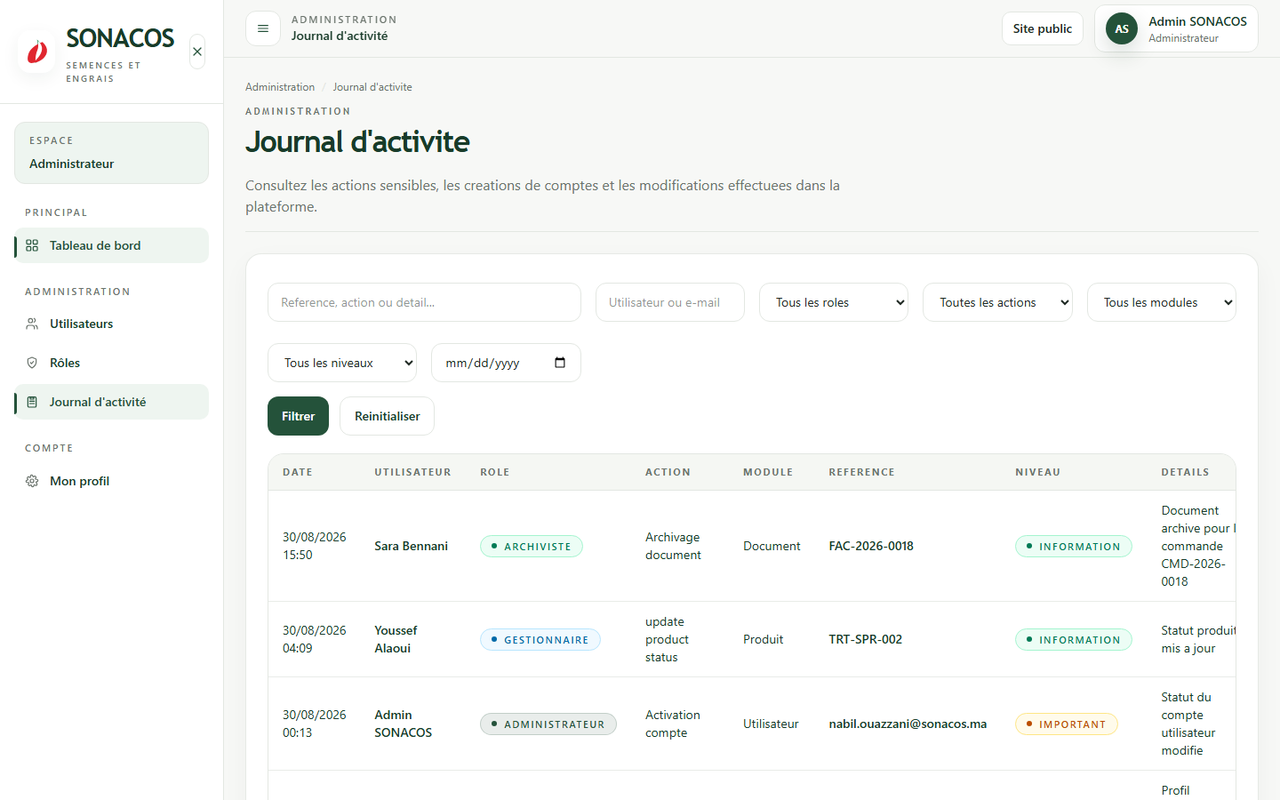 SONACOS
SEMENCES ET
ENGRAIS
ESPACE
Administrateur
PRINCIPAL
Tableau de bord
ADMINISTRATION
Utilisateurs
Rôles
Journal d'activité
COMPTE
Mon profil
ADMINISTRATION
Journal d'activité
Site public
AS
Admin SONACOS
Administrateur
Administration / Journal d'activite
ADMINISTRATION
Journal d'activite
Consultez les actions sensibles, les creations de comptes et les modifications effectuees dans la
plateforme.
Reference, action ou detail...
Utilisateur ou e-mail
Tous les roles
Toutes les actions
Tous les modules
Tous les niveaux
mm/dd/yyyy
Filtrer
Reinitialiser
DATE UTILISATEUR ROLE ACTION MODULE REFERENCE NIVEAU DETAILS
30/08/2026
15:50
Sara Bennani
ARCHIVISTE
Archivage
document
Document
FAC-2026-0018
INFORMATION
Document
archive pour
commande
CMD-2026-
0018
30/08/2026
04:09
Youssef
Alaoui
GESTIONNAIRE
update
product
status
Produit
TRT-SPR-002
INFORMATION
Statut produit
mis a jour
30/08/2026
00:13
Admin
SONACOS
ADMINISTRATEUR
Activation
compte
Utilisateur
nabil.ouazzani@sonacos.ma
IMPORTANT
Statut du
compte
utilisateur
modifie
Profil